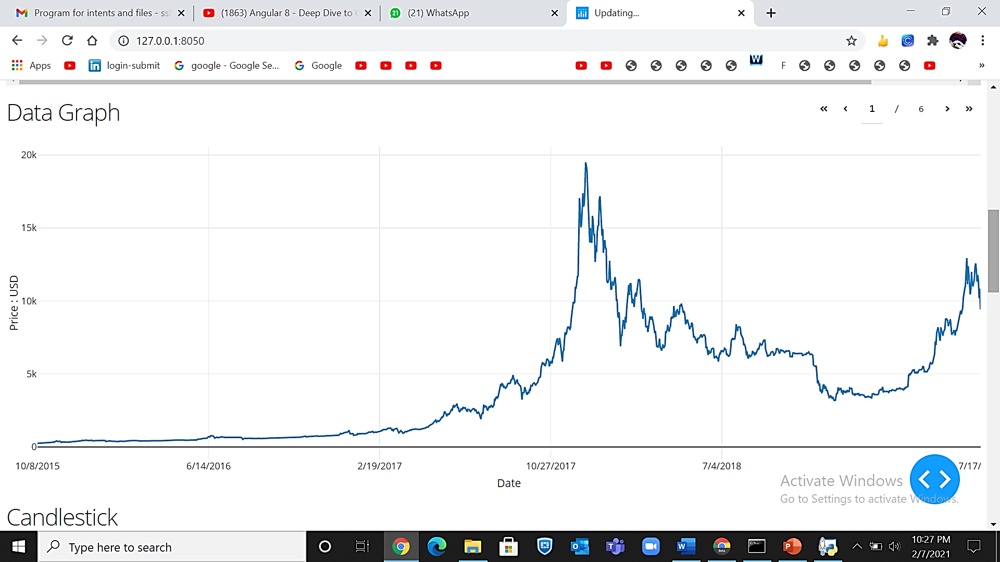 Program for intents and files - ssl
(1863) Angular 8 - Deep Dive to
21
(21) WhatsApp
Updating...
127.0.0.1:8050
Apps
in
login-submit
google - Google Se...
Google
W
F
»
Data Graph
« ‹ 1 / 6 › »
20k
15k
10k
5k
0
Price : USD
10/8/2015
6/14/2016
2/19/2017
10/27/2017
7/4/2018
7/17/
Date
Activate Windows
Go to Settings to activate Windows.
Candlestick
Type here to search
10:27 PM
2/7/2021